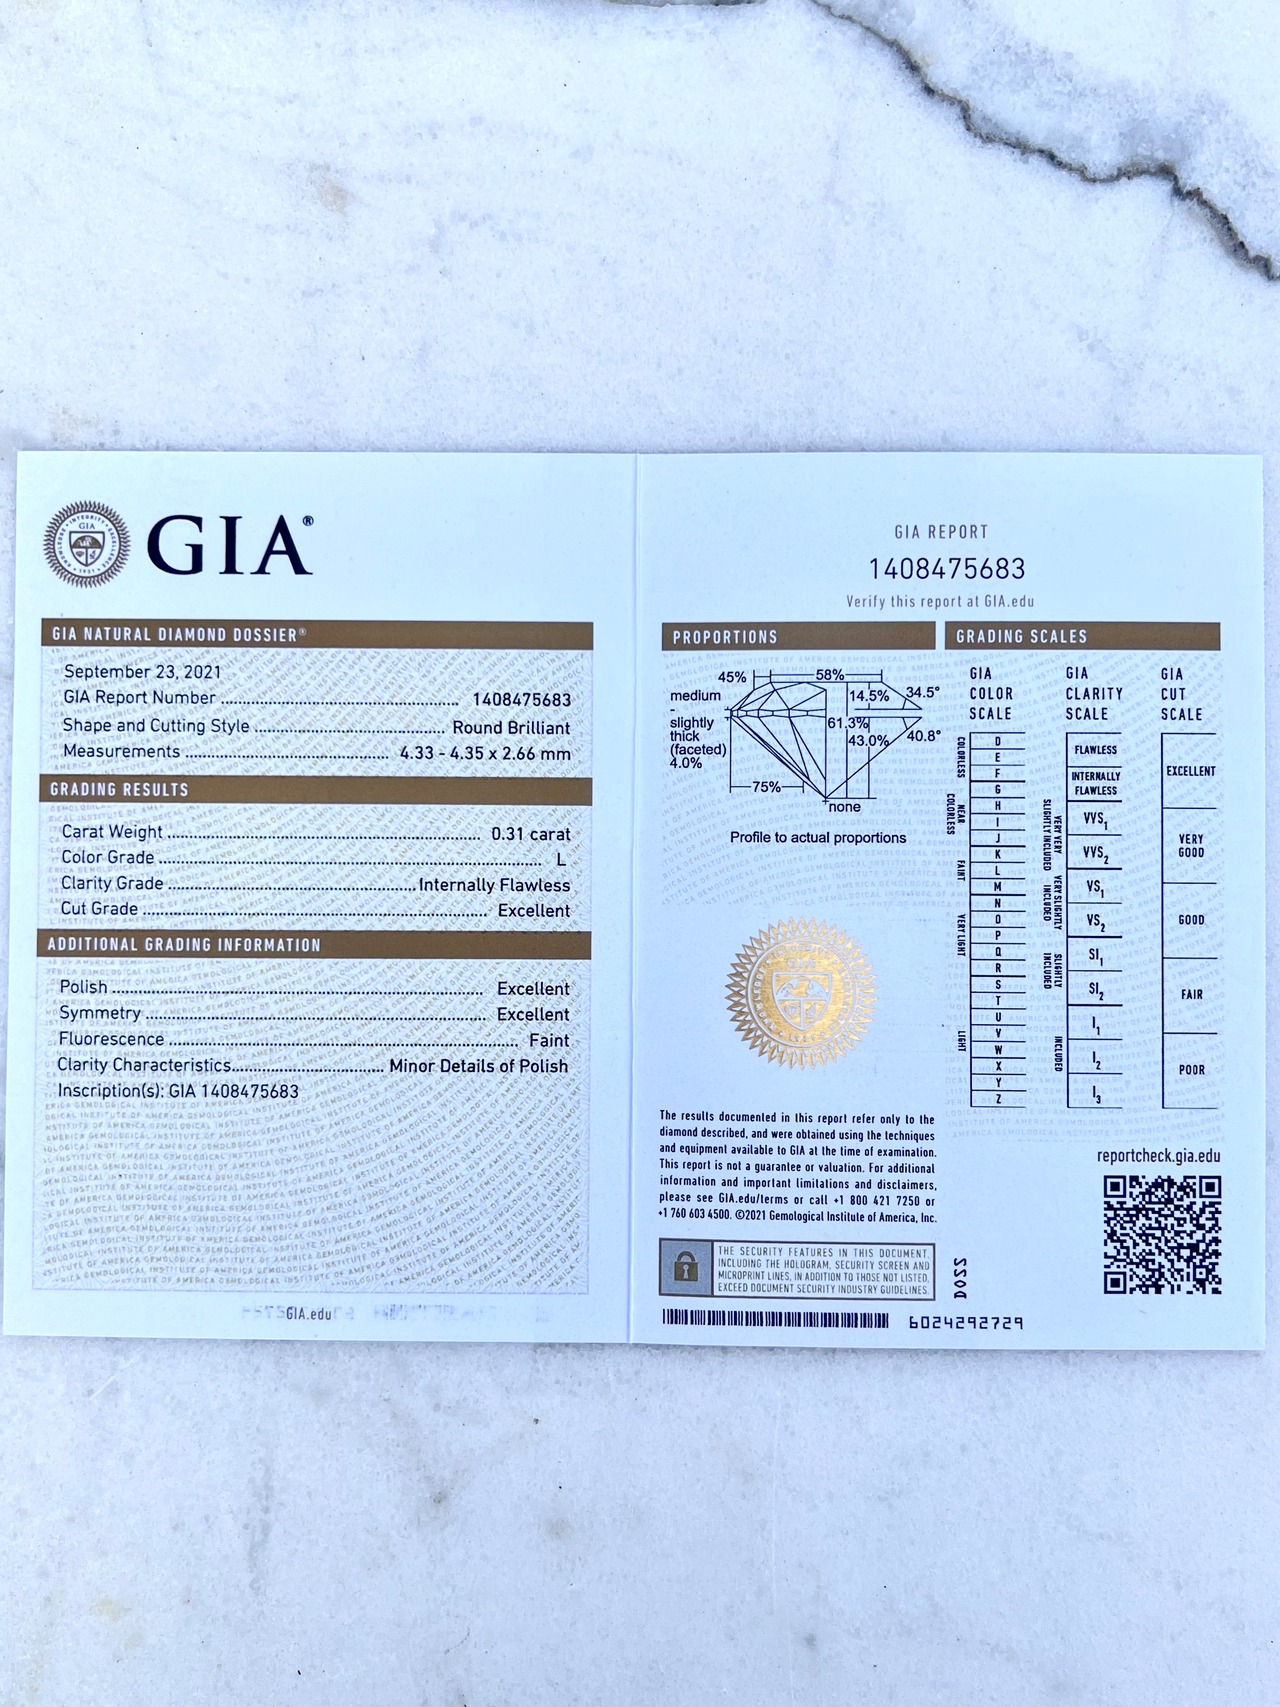 GIA®
GIA NATURAL DIAMOND DOSSIER®
September 23, 2021
GIA Report Number 1408475683
Shape and Cutting Style Round Brilliant
Measurements 4.33 - 4.35 x 2.66 mm
GRADING RESULTS
Carat Weight 0.31 carat
Color Grade L
Clarity Grade Internally Flawless
Cut Grade Excellent
ADDITIONAL GRADING INFORMATION
Polish Excellent
Symmetry Excellent
Fluorescence Faint
Clarity Characteristics Minor Details of Polish
Inscription(s): GIA 1408475683
GIA.edu
GIA REPORT
1408475683
Verify this report at GIA.edu
PROPORTIONS
45%
58%
medium
-
slightly
thick
(faceted)
4.0%
14.5%
34.5°
61.3%
43.0%
40.8°
75%
none
Profile to actual proportions
GRADING SCALES
GIA
COLOR
SCALE
COLORLESS
D
E
F
NEAR
COLORLESS
G
H
I
J
FAINT
K
L
M
VERY LIGHT
N
O
P
Q
R
LIGHT
S
T
U
V
W
X
Y
Z
GIA
CLARITY
SCALE
FLAWLESS
INTERNALLY
FLAWLESS
VERY VERY
SLIGHTLY INCLUDED
VVS1
VVS2
VERY SLIGHTLY
INCLUDED
VS1
VS2
SLIGHTLY
INCLUDED
SI1
SI2
INCLUDED
I1
I2
I3
GIA
CUT
SCALE
EXCELLENT
VERY
GOOD
GOOD
FAIR
POOR
The results documented in this report refer only to the
diamond described, and were obtained using the techniques
and equipment available to GIA at the time of examination.
This report is not a guarantee or valuation. For additional
information and important limitations and disclaimers,
please see GIA.edu/terms or call +1 800 421 7250 or
+1 760 603 4500. ©2021 Gemological Institute of America, Inc.
THE SECURITY FEATURES IN THIS DOCUMENT,
INCLUDING THE HOLOGRAM, SECURITY SCREEN AND
MICROPRINT LINES, IN ADDITION TO THOSE NOT LISTED,
EXCEED DOCUMENT SECURITY INDUSTRY GUIDELINES.
reportcheck.gia.edu
6024292729